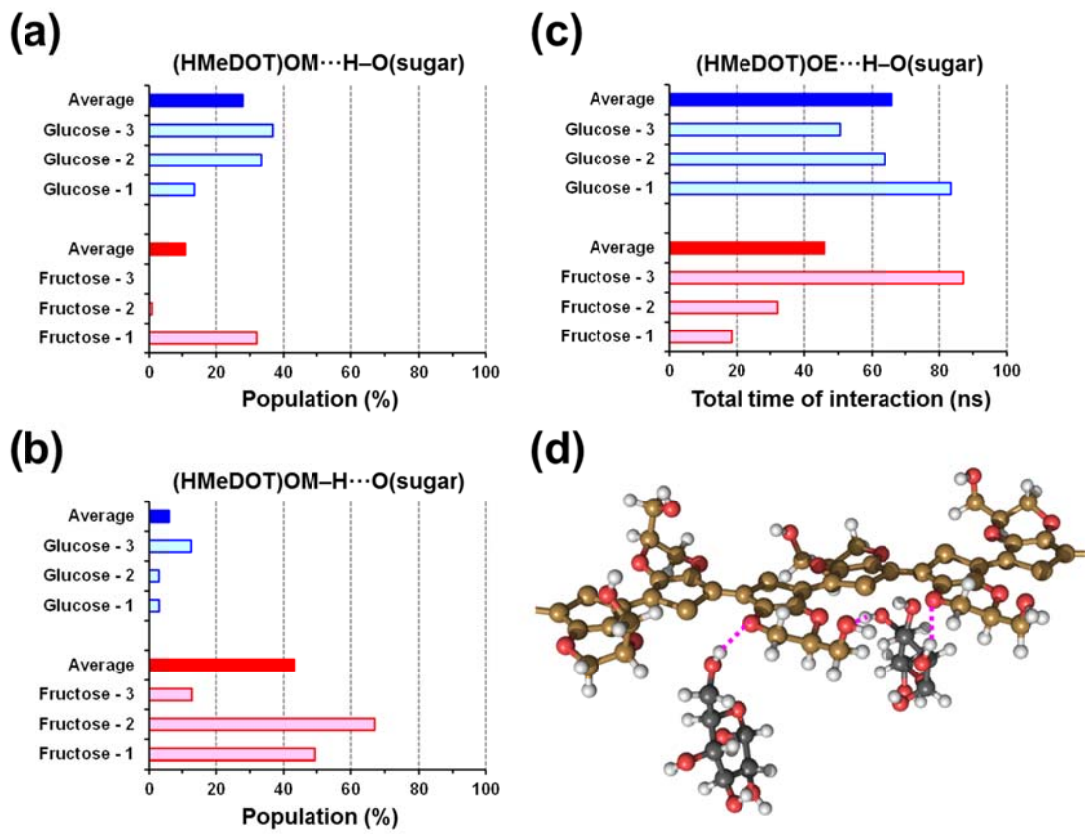 (a)
(HMeDOT)OM···H–O(sugar)
Average
Glucose - 3
Glucose - 2
Glucose - 1
Average
Fructose - 3
Fructose - 2
Fructose - 1
0 20 40 60 80 100
Population (%)
(c)
(HMeDOT)OE···H–O(sugar)
Average
Glucose - 3
Glucose - 2
Glucose - 1
Average
Fructose - 3
Fructose - 2
Fructose - 1
0 20 40 60 80 100
Total time of interaction (ns)
(b)
(HMeDOT)OM–H···O(sugar)
Average
Glucose - 3
Glucose - 2
Glucose - 1
Average
Fructose - 3
Fructose - 2
Fructose - 1
0 20 40 60 80 100
Population (%)
(d)